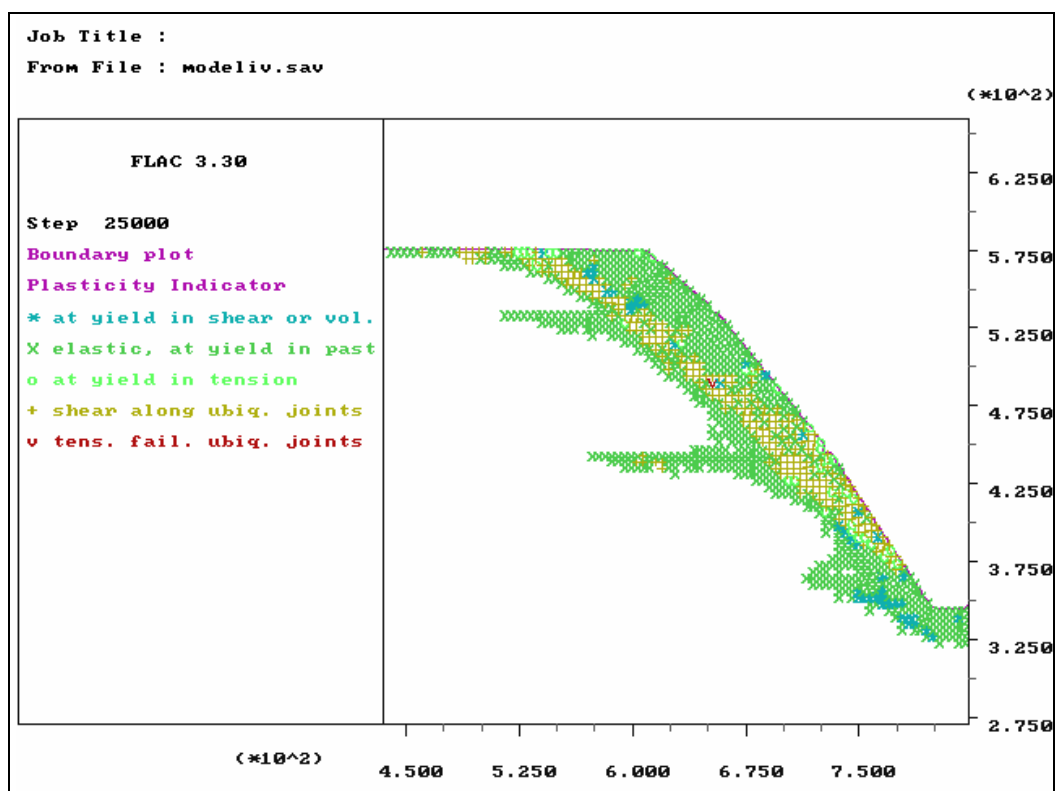 Job Title :
From File : modeliv.sav
(*10^2)
FLAC 3.30
Step 25000
Boundary plot
Plasticity Indicator
* at yield in shear or vol.
X elastic, at yield in past
o at yield in tension
+ shear along ubiq. joints
v tens. fail. ubiq. joints
6.250
5.750
5.250
4.750
4.250
3.750
3.250
2.750
(*10^2)
4.500 5.250 6.000 6.750 7.500